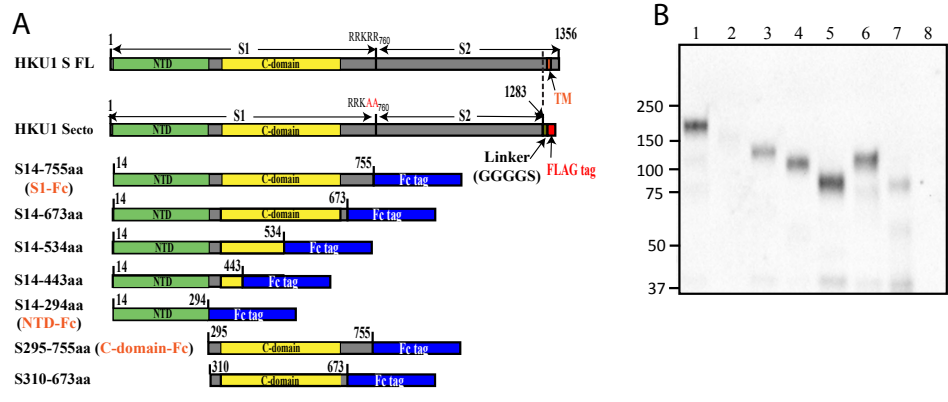 A
1
S1
RRKRR760
S2
1356
HKU1 S FL
NTD
C-domain
TM
1
S1
RRKAA760
S2
1283
HKU1 Secto
NTD
C-domain
Linker
(GGGGS)
FLAG tag
S14-755aa
(S1-Fc)
14
755
NTD
C-domain
Fc tag
S14-673aa
14
673
NTD
C-domain
Fc tag
S14-534aa
14
534
NTD
Fc tag
S14-443aa
14
443
NTD
Fc tag
S14-294aa
(NTD-Fc)
14
294
NTD
Fc tag
S295-755aa (C-domain-Fc)
295
755
C-domain
Fc tag
S310-673aa
310
673
C-domain
Fc tag
B
1 2 3 4 5 6 7 8
250
150
100
75
50
37